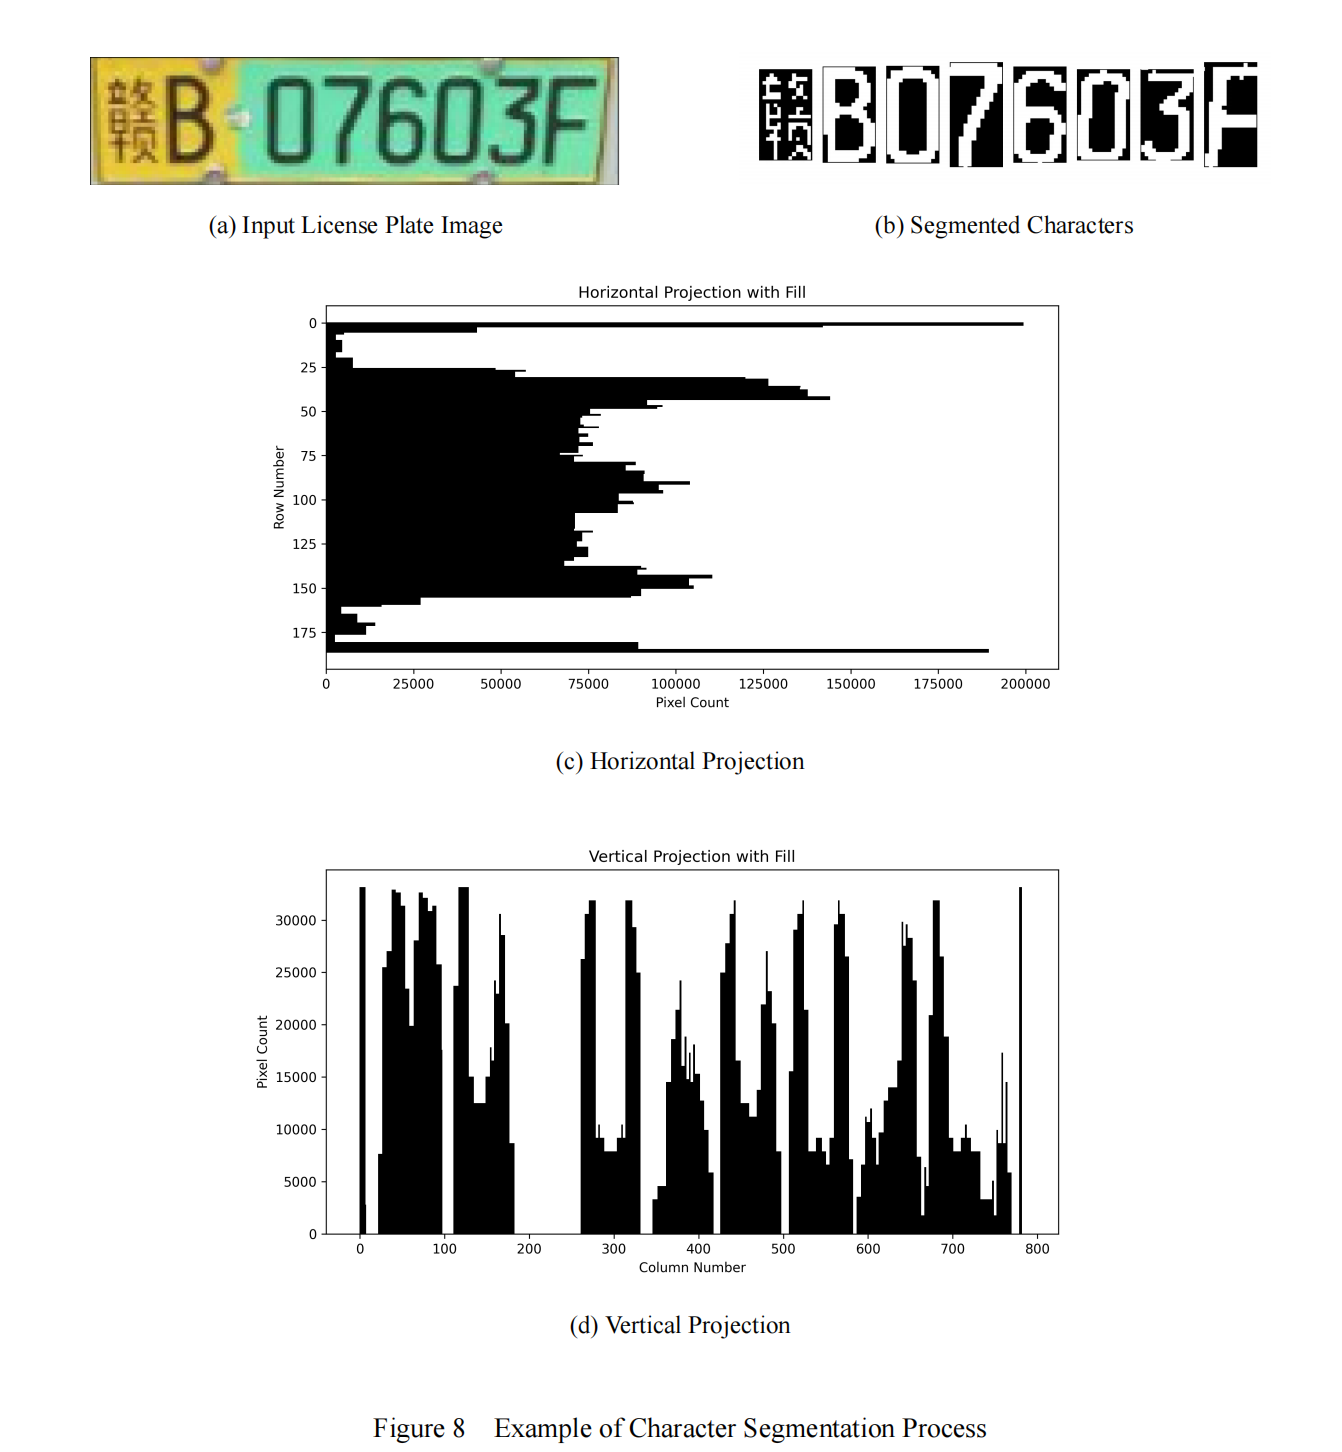 赣B 07603F
赣B07603F
(a) Input License Plate Image
(b) Segmented Characters
Horizontal Projection with Fill
Row Number
0
25
50
75
100
125
150
175
0 25000 50000 75000 100000 125000 150000 175000 200000
Pixel Count
(c) Horizontal Projection
Vertical Projection with Fill
Pixel Count
30000
25000
20000
15000
10000
5000
0
0 100 200 300 400 500 600 700 800
Column Number
(d) Vertical Projection
Figure 8 Example of Character Segmentation Process